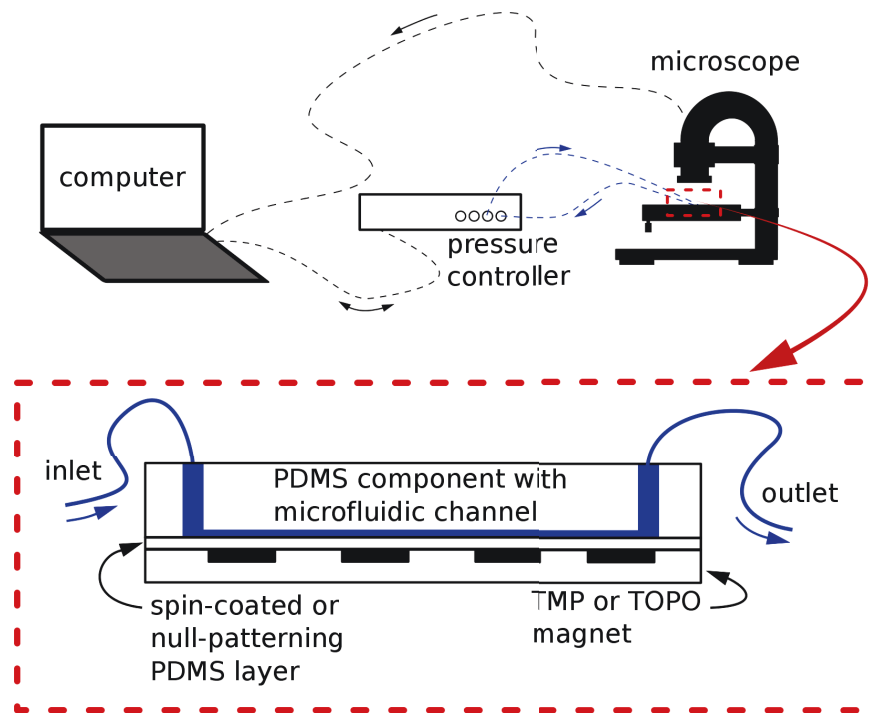 microscope
computer
pressure
controller
inlet
PDMS component with
microfluidic channel
outlet
spin-coated or
null-patterning
PDMS layer
TMP or TOPO
magnet